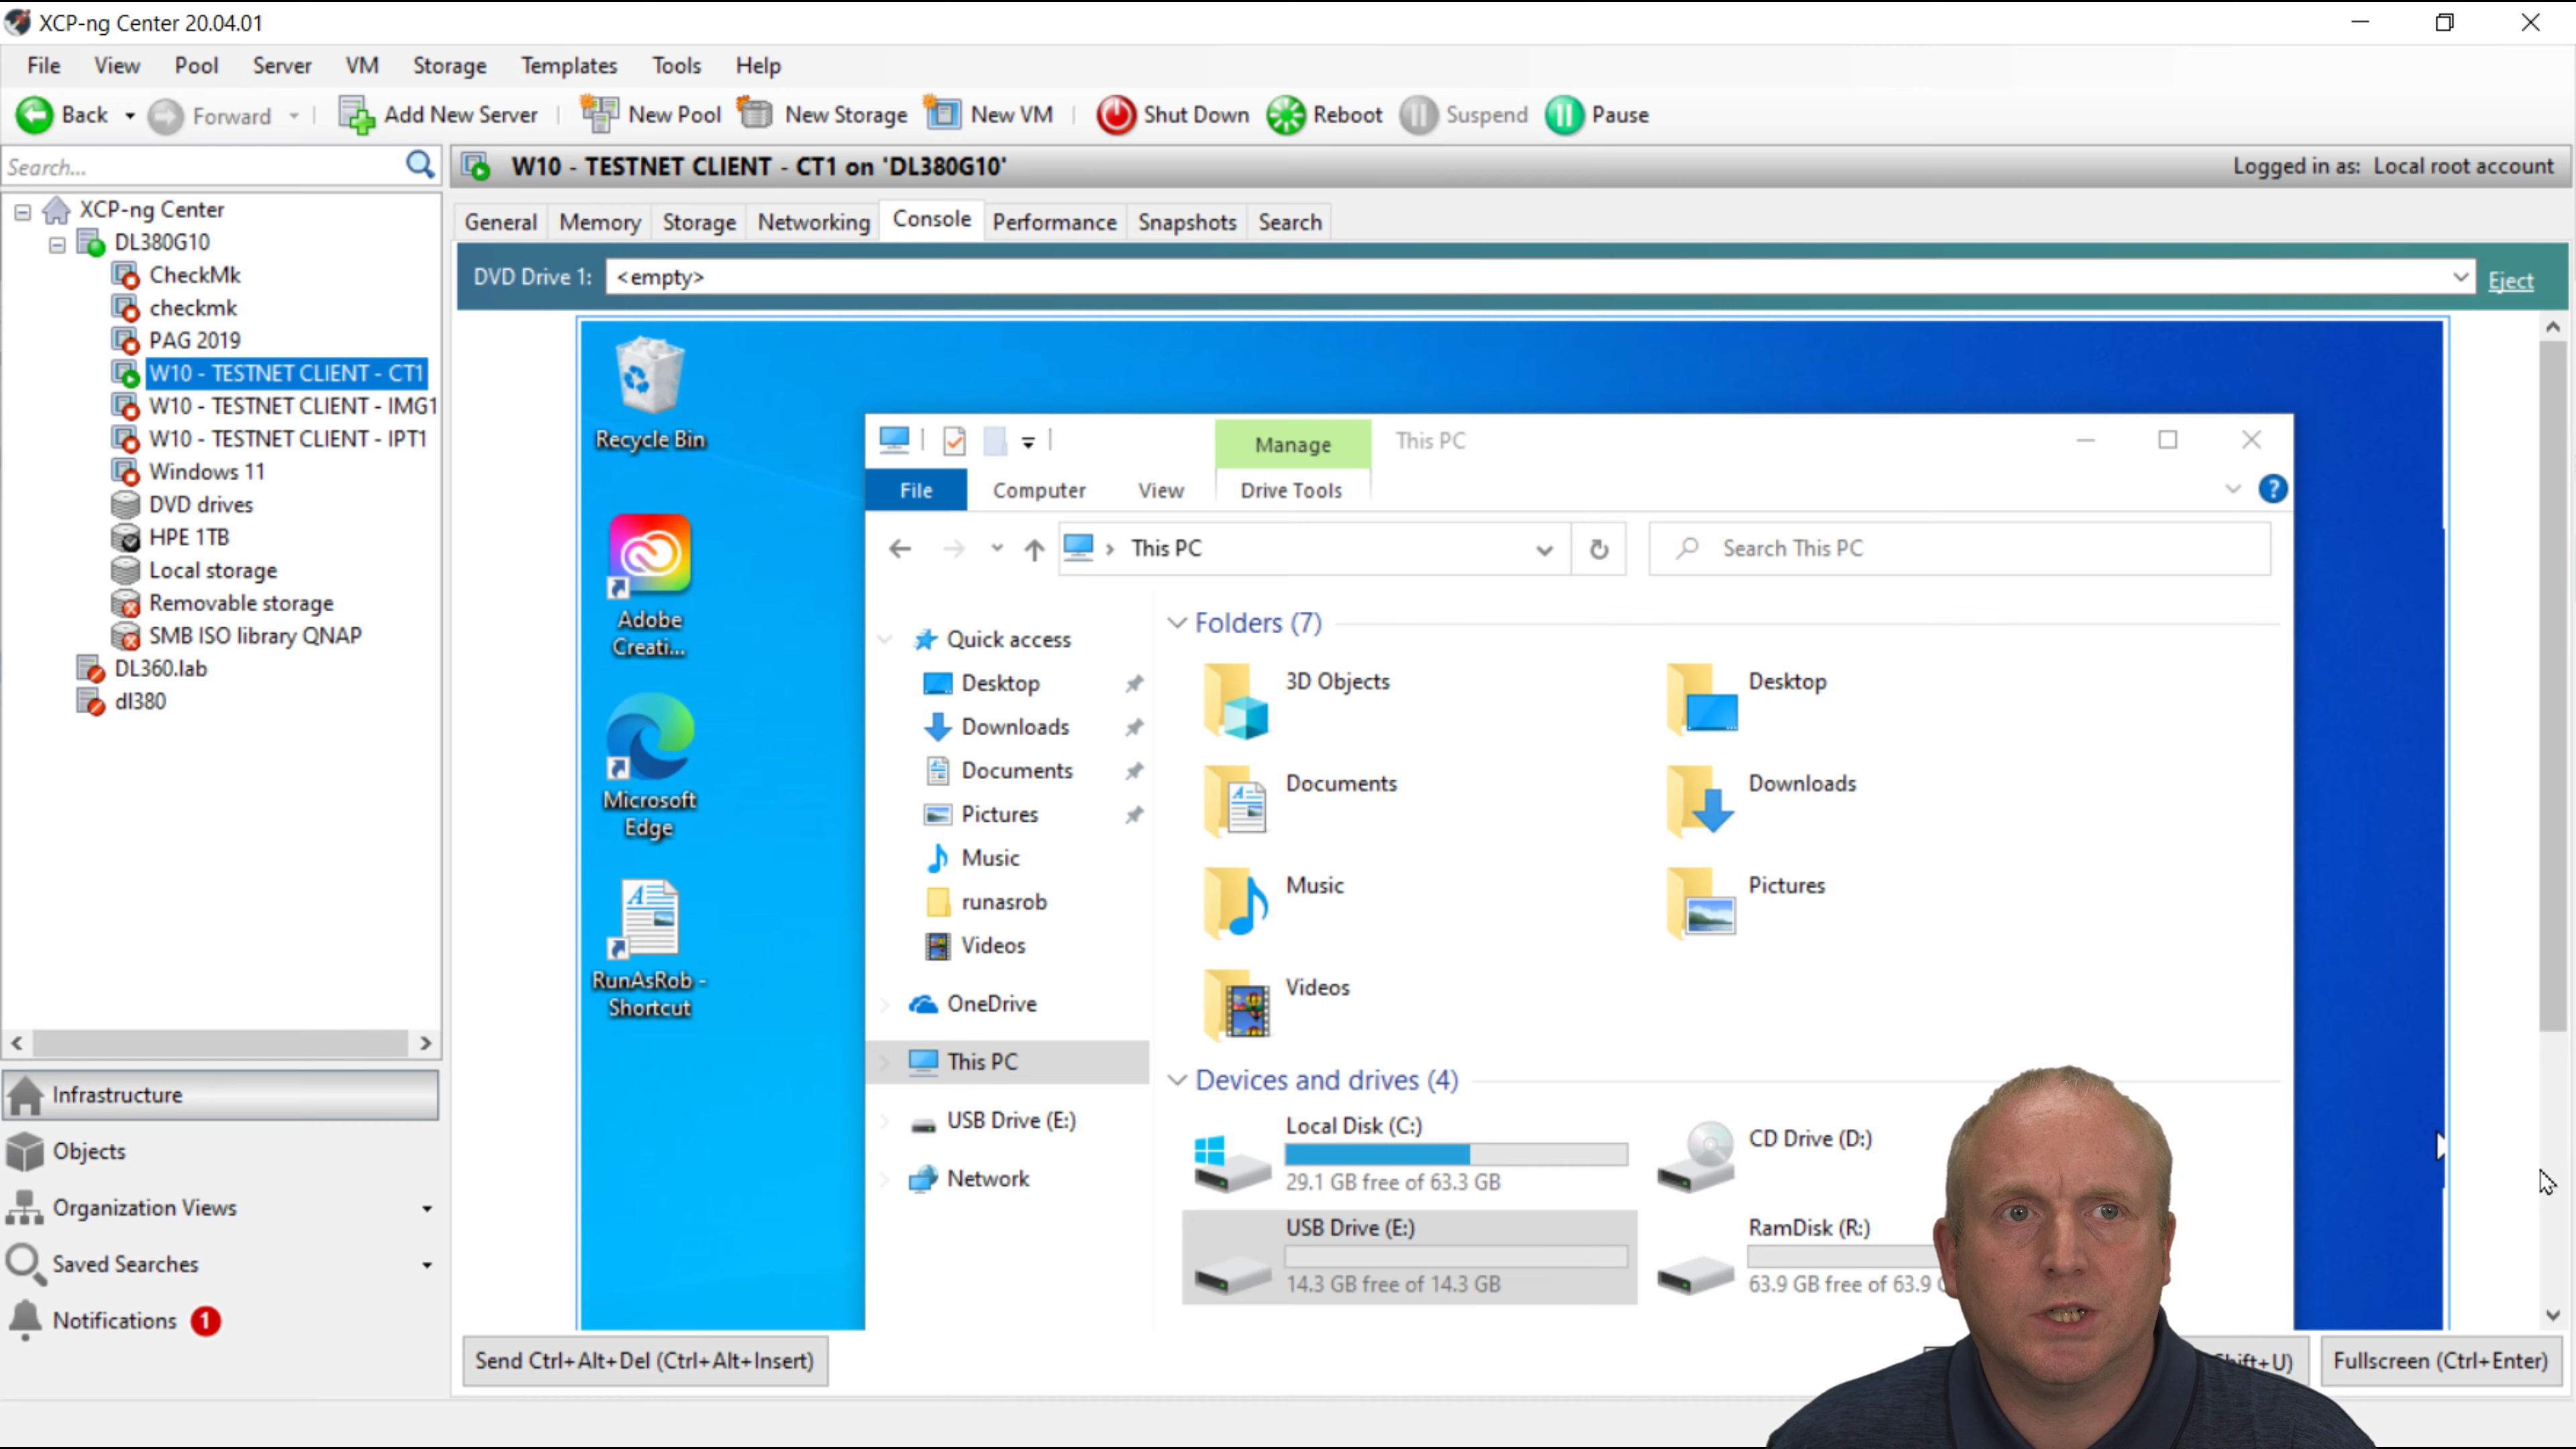 XCP-ng Center 20.04.01
File View Pool Server VM Storage Templates Tools Help
Back Forward Add New Server New Pool New Storage New VM Shut Down Reboot Suspend Pause
Search...
W10 - TESTNET CLIENT - CT1 on 'DL380G10'
Logged in as: Local root account
XCP-ng Center
DL380G10
CheckMk
checkmk
PAG 2019
W10 - TESTNET CLIENT - CT1
W10 - TESTNET CLIENT - IMG1
W10 - TESTNET CLIENT - IPT1
Windows 11
DVD drives
HPE 1TB
Local storage
Removable storage
SMB ISO library QNAP
DL360.lab
dl380
Infrastructure
Objects
Organization Views
Saved Searches
Notifications 1
General Memory Storage Networking Console Performance Snapshots Search
DVD Drive 1: <empty> Eject
Recycle Bin
Adobe
Creati...
Microsoft
Edge
RunAsRob -
Shortcut
Manage This PC
File Computer View Drive Tools
This PC
Search This PC
Quick access
Desktop
Downloads
Documents
Pictures
Music
runasrob
Videos
OneDrive
This PC
USB Drive (E:)
Network
Folders (7)
3D Objects
Desktop
Documents
Downloads
Music
Pictures
Videos
Devices and drives (4)
Local Disk (C:)
29.1 GB free of 63.3 GB
CD Drive (D:)
USB Drive (E:)
14.3 GB free of 14.3 GB
RamDisk (R:)
63.9 GB free of 63.9
Send Ctrl+Alt+Del (Ctrl+Alt+Insert)
Fullscreen (Ctrl+Enter)